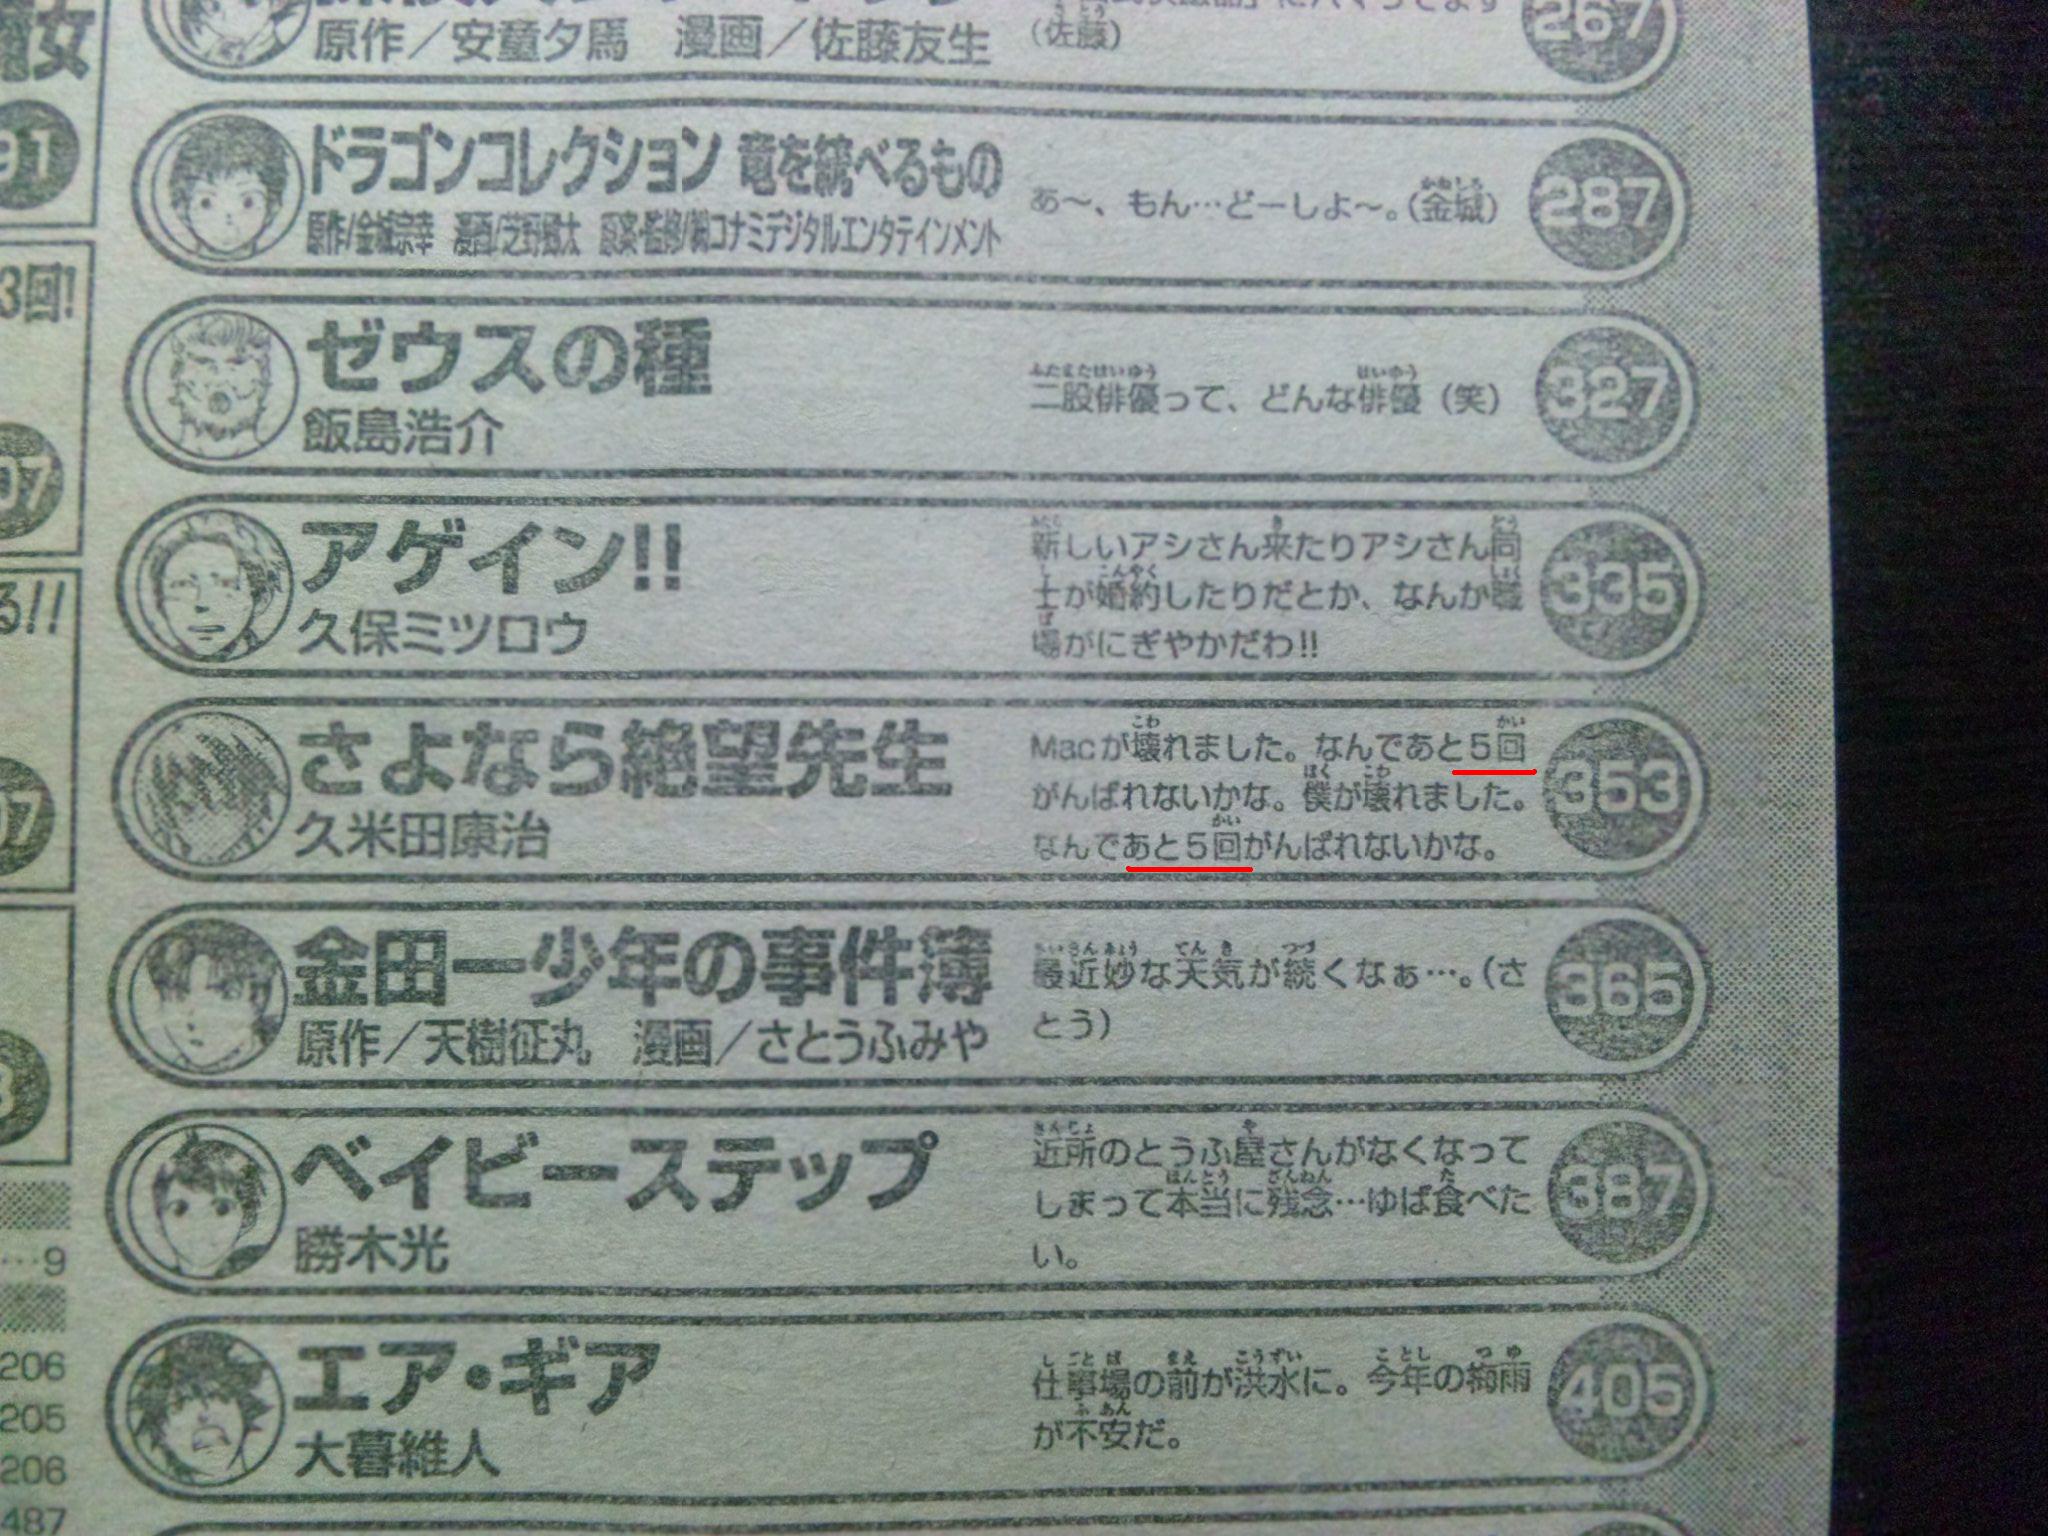 魔女
91
3回!
07
る!!
07
3
…9
206
205
206
487
原作／安童夕馬　漫画／佐藤友生
(佐藤)
267
ドラゴンコレクション 竜を統べるもの
原作/金城宗幸 漫画/芝野郷太 原案・監修/㈱コナミデジタルエンタテインメント
あ〜、もん…どーしよ〜。(金城)
287
ゼウスの種
飯島浩介
二股俳優って、どんな俳優（笑）
327
アゲイン!!
久保ミツロウ
新しいアシさん来たりアシさん同
士が婚約したりだとか、なんか職
場がにぎやかだわ!!
335
さよなら絶望先生
久米田康治
Macが壊れました。なんであと5回
がんばれないかな。僕が壊れました。
なんであと5回がんばれないかな。
353
金田一少年の事件簿
原作／天樹征丸　漫画／さとうふみや
最近妙な天気が続くなぁ…。(さ
とう)
365
ベイビーステップ
勝木光
近所のとうふ屋さんがなくなって
しまって本当に残念…ゆば食べた
い。
387
エア・ギア
大暮維人
仕事場の前が洪水に。今年の梅雨
が不安だ。
405